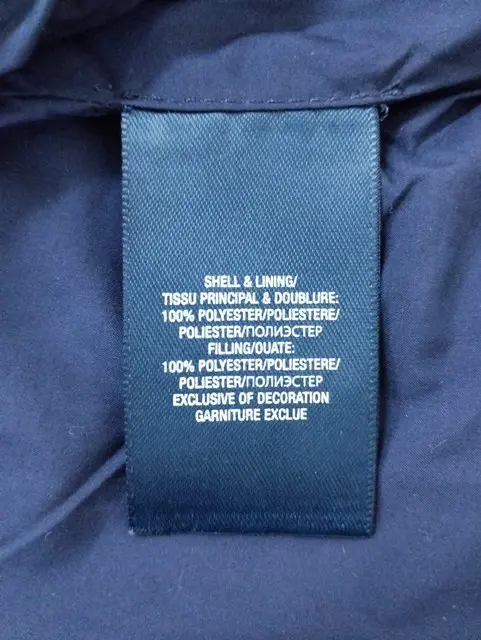 SHELL & LINING/
TISSU PRINCIPAL & DOUBLURE:
100% POLYESTER/POLIESTERE/
POLIESTER/ПОЛИЭСТЕР
FILLING/OUATE:
100% POLYESTER/POLIESTERE/
POLIESTER/ПОЛИЭСТЕР
EXCLUSIVE OF DECORATION
GARNITURE EXCLUE